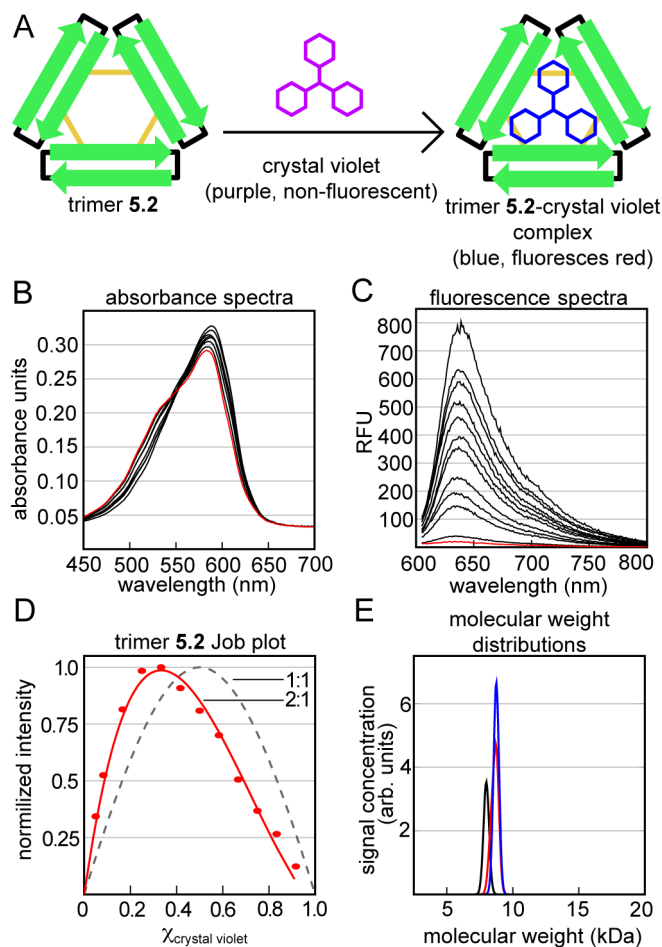 A
trimer 5.2
crystal violet
(purple, non-fluorescent)
trimer 5.2-crystal violet
complex
(blue, fluoresces red)
B
absorbance spectra
absorbance units
0.30
0.25
0.20
0.15
0.10
0.05
450 500 550 600 650 700
wavelength (nm)
C
fluorescence spectra
RFU
800
700
600
500
400
300
200
100
600 650 700 800
wavelength (nm)
D
trimer 5.2 Job plot
normilized intensity
1.0
0.75
0.5
0.25
1:1
2:1
0 0.2 0.4 0.6 0.8 1.0
χcrystal violet
E
molecular weight
distributions
signal concentration
(arb. units)
6
4
2
5 10 15 20
molecular weight (kDa)